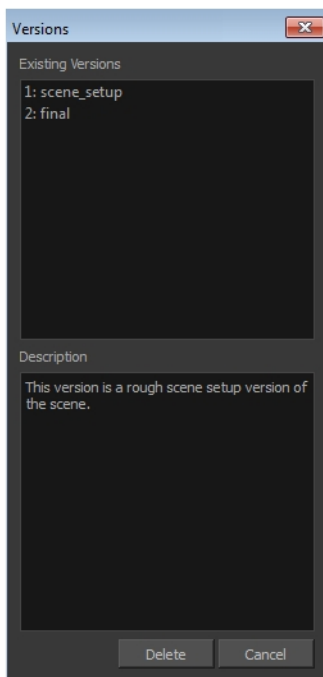 Versions
Existing Versions
1: scene_setup
2: final
Description
This version is a rough scene setup version of
the scene.
Delete
Cancel